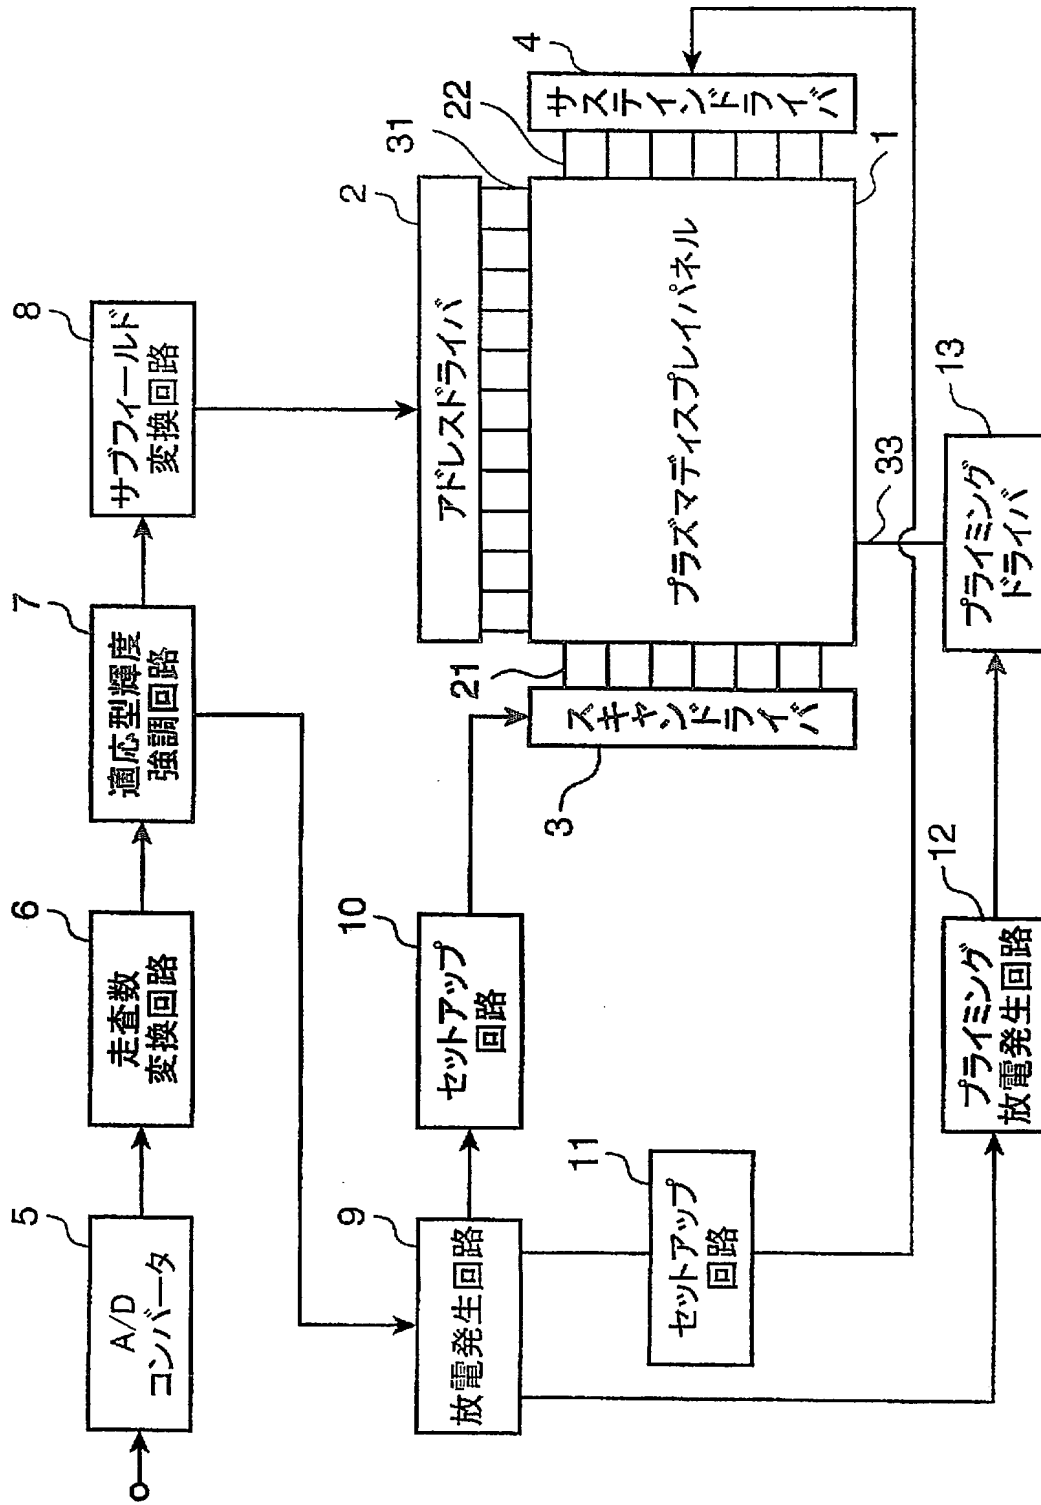 5
A/D
コンバータ
6
走査数
変換回路
7
適応型輝度
強調回路
8
サブフィールド
変換回路
9
放電発生回路
10
セットアップ
回路
2
アドレスドライバ
31
21
スキャンドライバ
3
プラズマディスプレイパネル
22
4
サステインドライバ
1
11
セットアップ
回路
33
12
プライミング
放電発生回路
13
プライミング
ドライバ